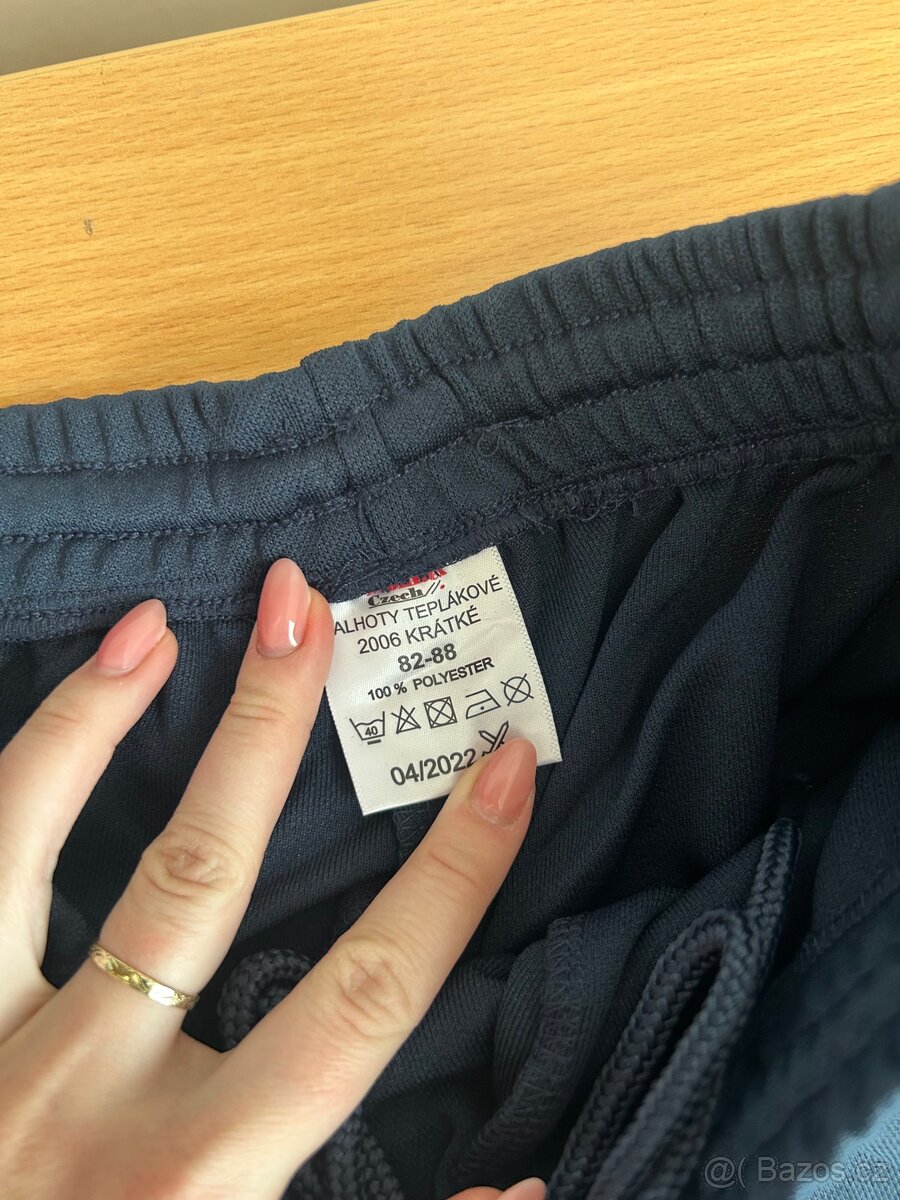 Czech
ALHOTY TEPLÁKOVÉ
2006 KRÁTKÉ
82-88
100 % POLYESTER
40
04/2022
@( Bazos.cz